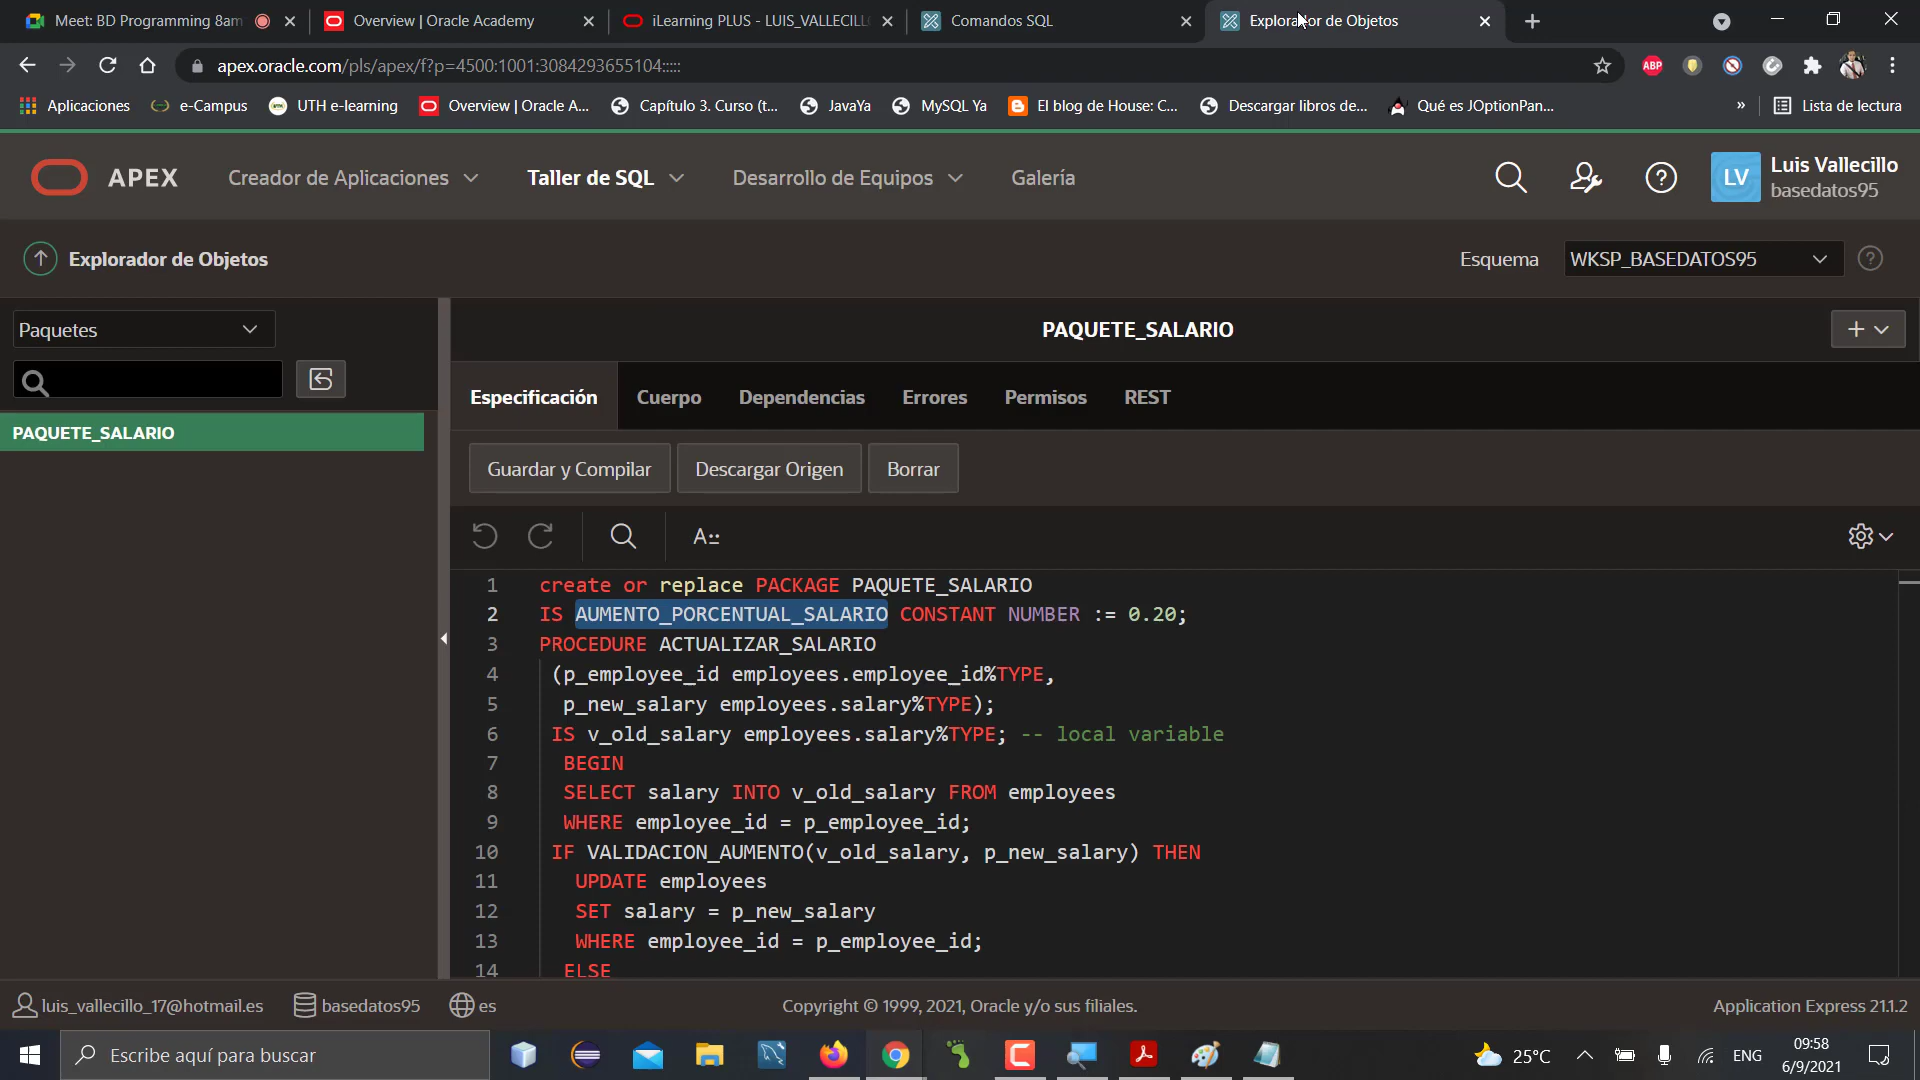 Meet: BD Programming 8am
Overview | Oracle Academy
iLearning PLUS - LUIS_VALLECILL
Comandos SQL
Explorador de Objetos
apex.oracle.com/pls/apex/f?p=4500:1001:3084293655104:::::
ABP
Aplicaciones
e-Campus
UTH e-learning
Overview | Oracle A...
Capítulo 3. Curso (t...
JavaYa
MySQL Ya
El blog de House: C...
Descargar libros de...
Qué es JOptionPan...
»
Lista de lectura
APEX
Creador de Aplicaciones
Taller de SQL
Desarrollo de Equipos
Galería
LV
Luis Vallecillo
basedatos95
Explorador de Objetos
Esquema
WKSP_BASEDATOS95
Paquetes
PAQUETE_SALARIO
PAQUETE_SALARIO
Especificación
Cuerpo
Dependencias
Errores
Permisos
REST
Guardar y Compilar
Descargar Origen
Borrar
1 create or replace PACKAGE PAQUETE_SALARIO
2 IS AUMENTO_PORCENTUAL_SALARIO CONSTANT NUMBER := 0.20;
3 PROCEDURE ACTUALIZAR_SALARIO
4 (p_employee_id employees.employee_id%TYPE,
5 p_new_salary employees.salary%TYPE);
6 IS v_old_salary employees.salary%TYPE; -- local variable
7 BEGIN
8 SELECT salary INTO v_old_salary FROM employees
9 WHERE employee_id = p_employee_id;
10 IF VALIDACION_AUMENTO(v_old_salary, p_new_salary) THEN
11 UPDATE employees
12 SET salary = p_new_salary
13 WHERE employee_id = p_employee_id;
14 ELSE
luis_vallecillo_17@hotmail.es
basedatos95
es
Copyright © 1999, 2021, Oracle y/o sus filiales.
Application Express 21.1.2
Escribe aquí para buscar
25°C
ENG
09:58
6/9/2021